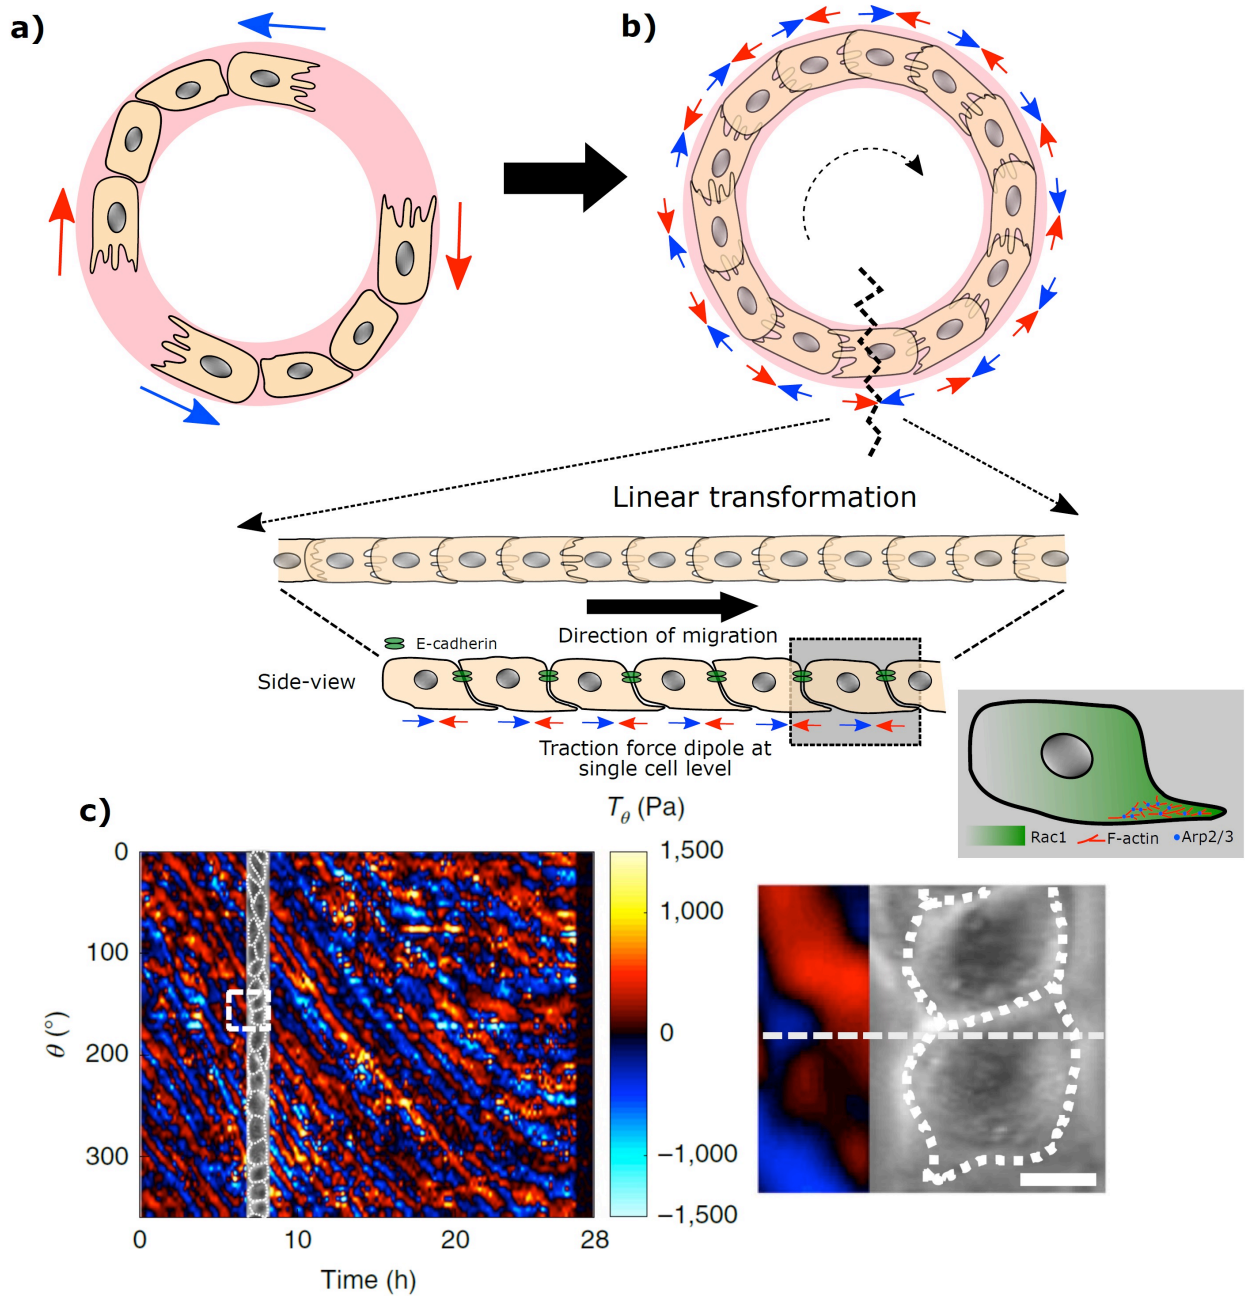 a)
b)
Linear transformation
Direction of migration
E-cadherin
Side-view
Traction force dipole at
single cell level
Rac1
F-actin
Arp2/3
c)
T_θ (Pa)
0
100
200
300
θ (°)
0
10
20
28
Time (h)
1,500
1,000
0
−1,000
−1,500